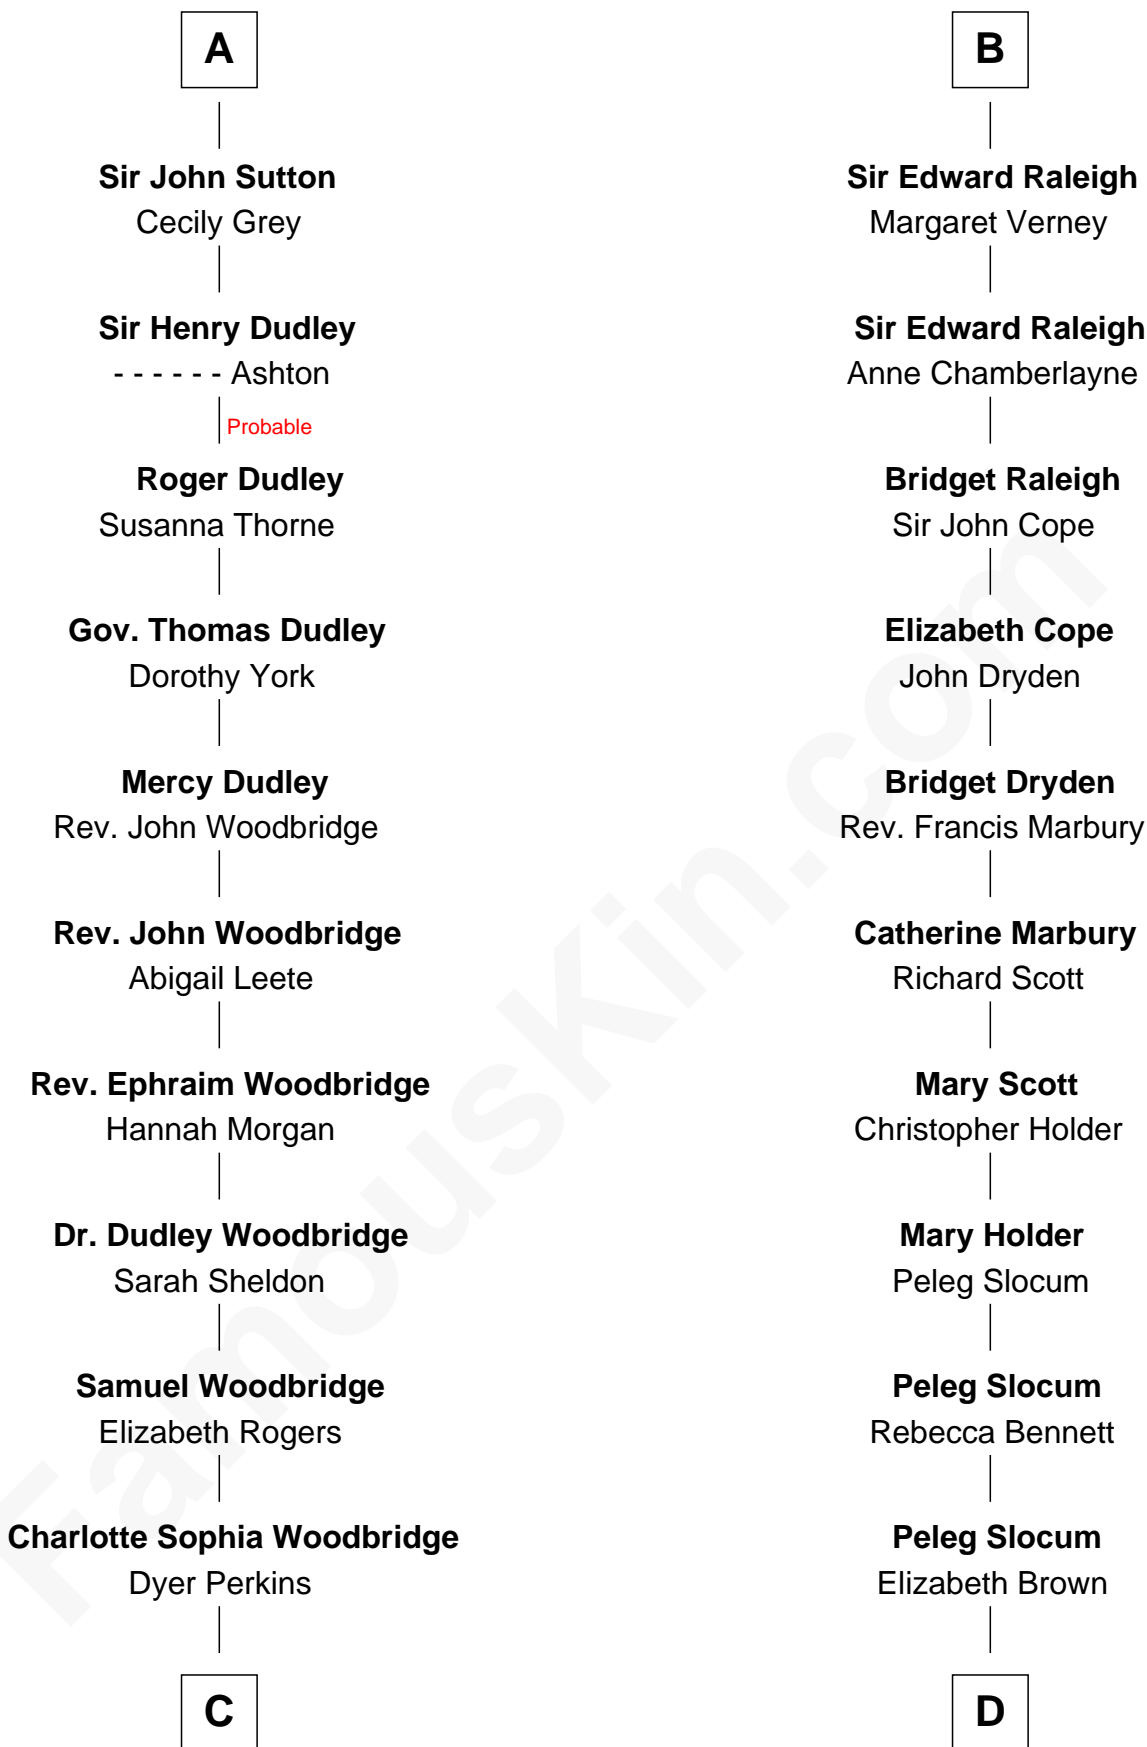 A
Sir John Sutton
Cecily Grey
Sir Henry Dudley
- - - - - - Ashton
Probable
Roger Dudley
Susanna Thorne
Gov. Thomas Dudley
Dorothy York
Mercy Dudley
Rev. John Woodbridge
Rev. John Woodbridge
Abigail Leete
Rev. Ephraim Woodbridge
Hannah Morgan
Dr. Dudley Woodbridge
Sarah Sheldon
Samuel Woodbridge
Elizabeth Rogers
Charlotte Sophia Woodbridge
Dyer Perkins
C
B
Sir Edward Raleigh
Margaret Verney
Sir Edward Raleigh
Anne Chamberlayne
Bridget Raleigh
Sir John Cope
Elizabeth Cope
John Dryden
Bridget Dryden
Rev. Francis Marbury
Catherine Marbury
Richard Scott
Mary Scott
Christopher Holder
Mary Holder
Peleg Slocum
Peleg Slocum
Rebecca Bennett
Peleg Slocum
Elizabeth Brown
D
FamousKin.com